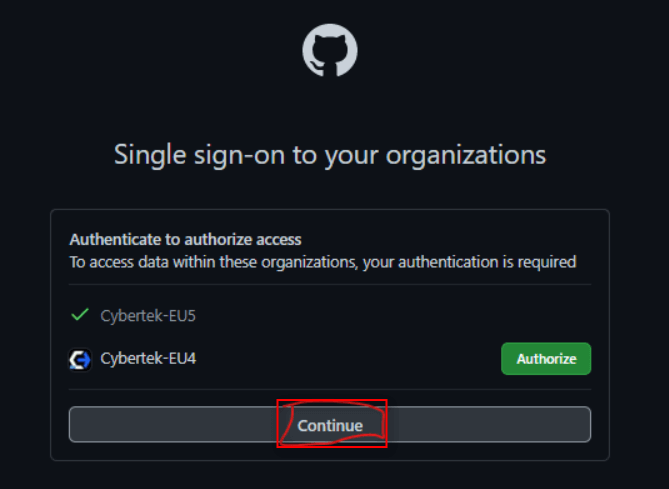 Single sign-on to your organizations
Authenticate to authorize access
To access data within these organizations, your authentication is required
Cybertek-EU5
Cybertek-EU4
Authorize
Continue